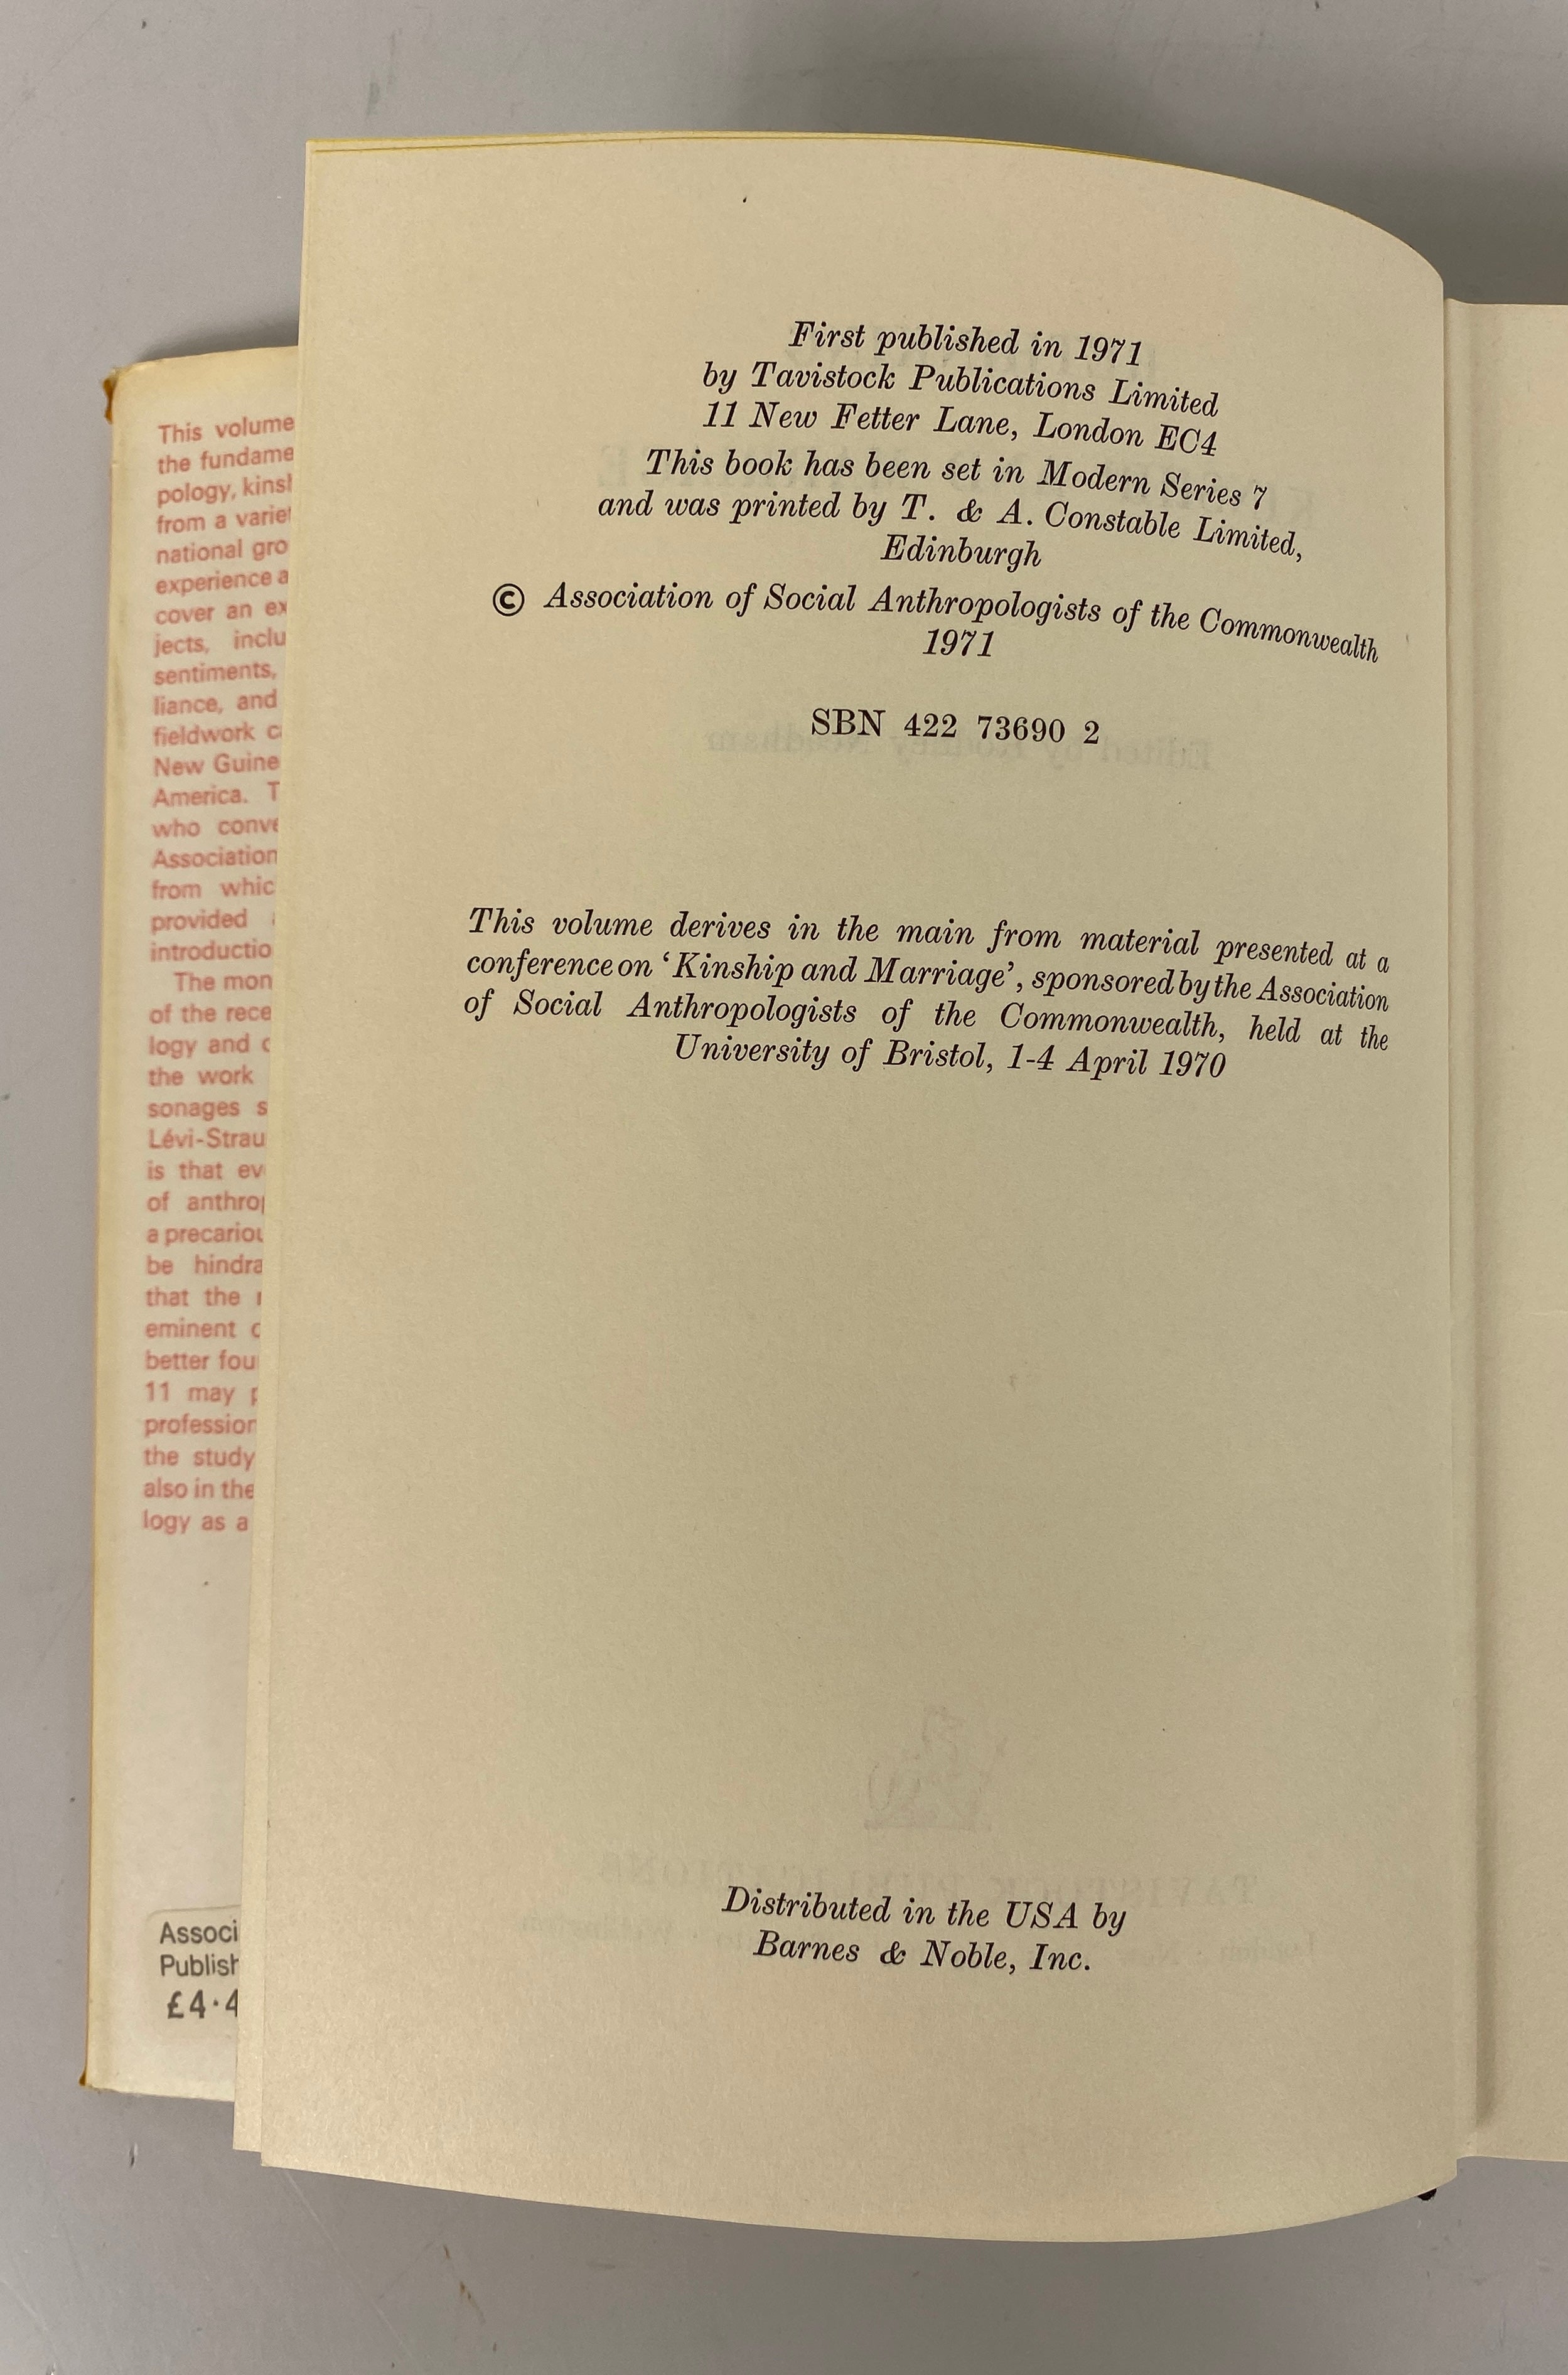 This volume
the fundame
pology, kins
from a varie
national gro
experience a
cover an ex
jects, inclu
sentiments,
liance, and
fieldwork c
New Guine
America. T
who conve
Association
from whic
provided
introductio
The mon
of the rece
logy and c
the work
sonages s
Lévi-Strau
is that ev
of anthrop
a precariou
be hindra
that the
eminent c
better fou
11 may p
profession
the study
also in the
logy as a
Associ
Publish
£4·4
First published in 1971
by Tavistock Publications Limited
11 New Fetter Lane, London EC4
This book has been set in Modern Series 7
and was printed by T. & A. Constable Limited,
Edinburgh
© Association of Social Anthropologists of the Commonwealth
1971
SBN 422 73690 2
This volume derives in the main from material presented at a
conference on ‘Kinship and Marriage’, sponsored by the Association
of Social Anthropologists of the Commonwealth, held at the
University of Bristol, 1-4 April 1970
Distributed in the USA by
Barnes & Noble, Inc.